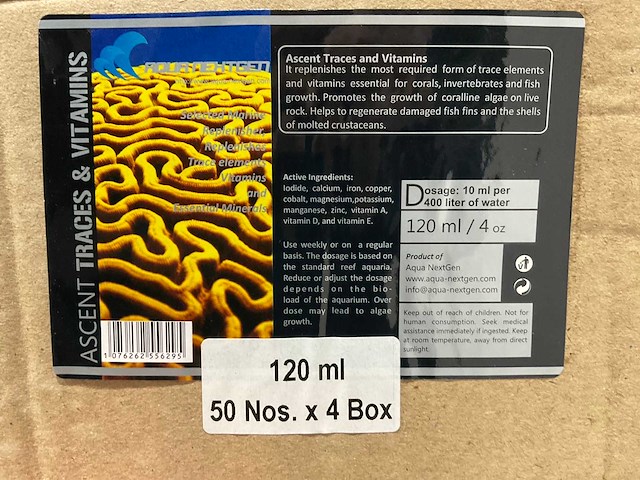 ASCENT TRACES & VITAMINS
AQUA NEXTGEN
Selected Marine
Replenisher,
Replenisher
Trace elements
Vitamins
and
Essential Minerals
1 076262 556295
Ascent Traces and Vitamins
It replenishes the most required form of trace elements
and vitamins essential for corals, invertebrates and fish
growth. Promotes the growth of coralline algae on live
rock. Helps to regenerate damaged fish fins and the shells
of molted crustaceans.
Active Ingredients:
Iodide, calcium, iron, copper,
cobalt, magnesium,potassium,
manganese, zinc, vitamin A,
vitamin D, and vitamin E.
Use weekly or on a regular
basis. The dosage is based on
the standard reef aquaria.
Reduce or adjust the dosage
depends on the bio-
load of the aquarium. Over
dose may lead to algae
growth.
Dosage: 10 ml per
400 liter of water
120 ml / 4 oz
Product of
Aqua NextGen
www.aqua-nextgen.com
info@aqua-nextgen.com
Keep out of reach of children. Not for
human consumption. Seek medical
assistance immediately if ingested. Keep
at room temperature, away from direct
sunlight.
120 ml
50 Nos. x 4 Box